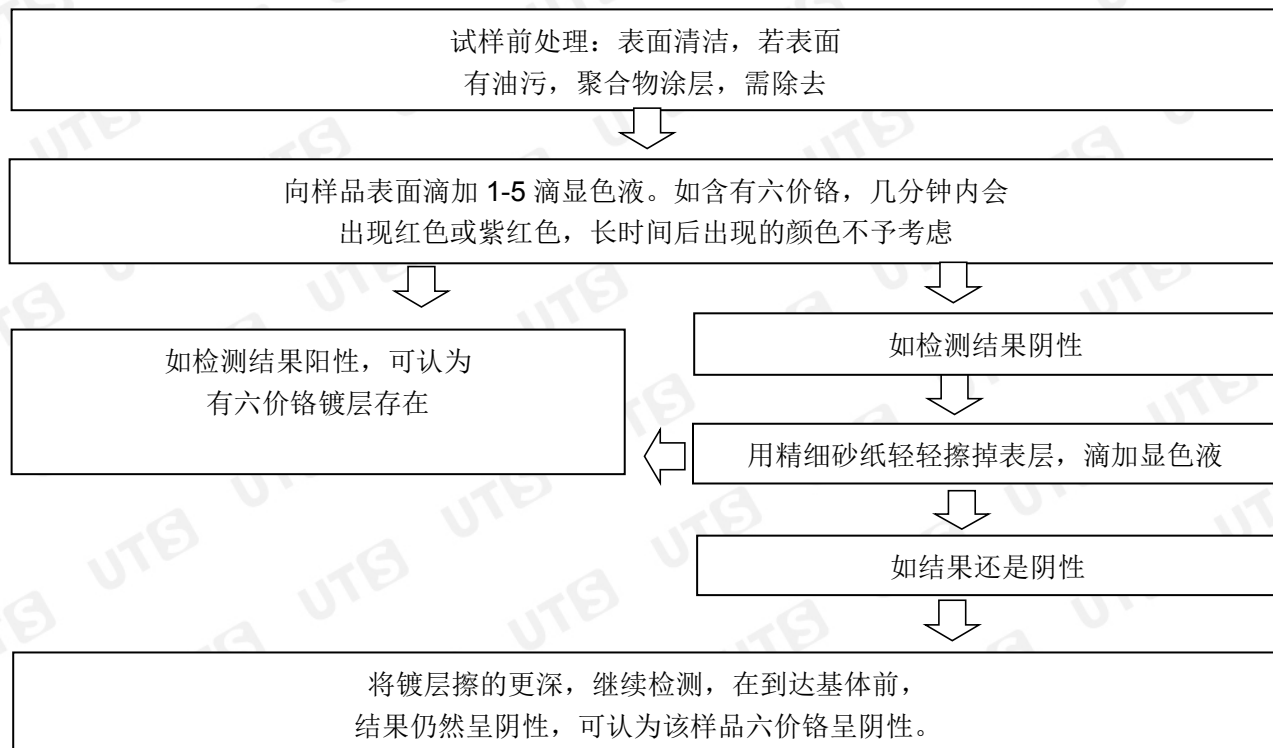 试样前处理：表面清洁，若表面
有油污，聚合物涂层，需除去
向样品表面滴加 1-5 滴显色液。如含有六价铬，几分钟内会
出现红色或紫红色，长时间后出现的颜色不予考虑
如检测结果阳性，可认为
有六价铬镀层存在
如检测结果阴性
用精细砂纸轻轻擦掉表层，滴加显色液
如结果还是阴性
将镀层擦的更深，继续检测，在到达基体前，
结果仍然呈阴性，可认为该样品六价铬呈阴性。